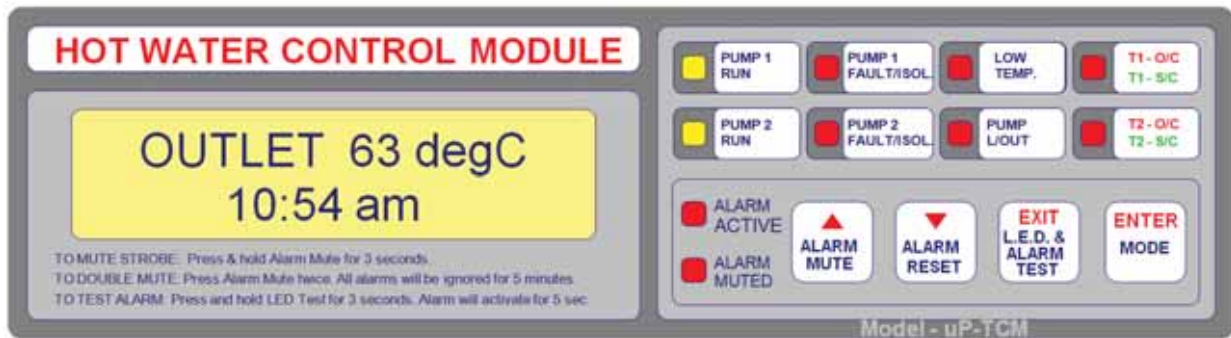 HOT WATER CONTROL MODULE
OUTLET 63 degC
10:54 am
TO MUTE STROBE: Press & hold Alarm Mute for 3 seconds
TO DOUBLE MUTE: Press Alarm Mute twice. All alarms will be ignored for 5 minutes
TO TEST ALARM: Press and hold LED Test for 3 seconds. Alarm will activate for 5 sec.
PUMP 1
RUN
PUMP 1
FAULT/ISOL.
LOW
TEMP.
T1 - O/C
T1 - S/C
PUMP 2
RUN
PUMP 2
FAULT/ISOL.
PUMP
L/OUT
T2 - O/C
T2 - S/C
ALARM
ACTIVE
ALARM
MUTED
ALARM
MUTE
ALARM
RESET
EXIT
L.E.D. &
ALARM
TEST
ENTER
MODE
Model - uP-TCM